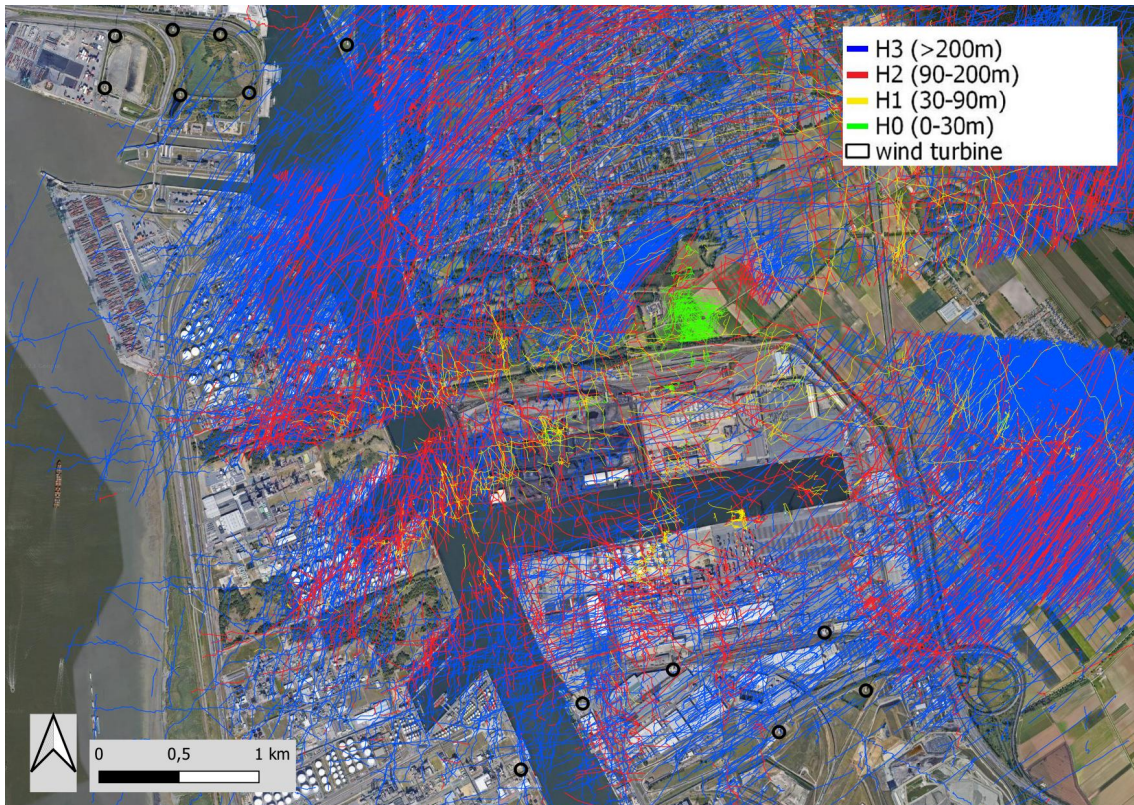 H3 (>200m)
H2 (90-200m)
H1 (30-90m)
H0 (0-30m)
wind turbine
0 0,5 1 km